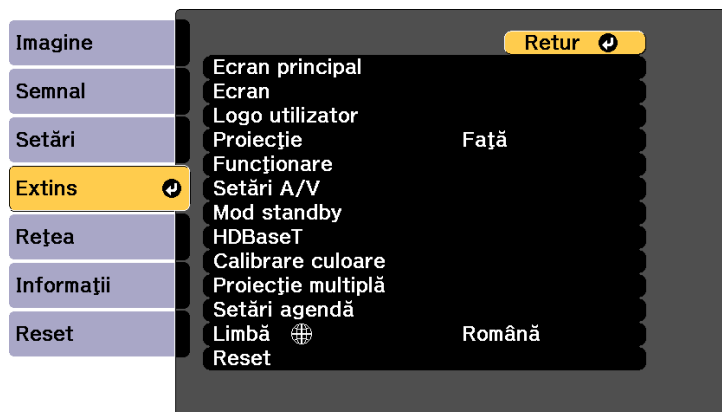 Imagine
Semnal
Setări
Extins
Reţea
Informaţii
Reset
Retur
Ecran principal
Ecran
Logo utilizator
Proiecţie Faţă
Funcţionare
Setări A/V
Mod standby
HDBaseT
Calibrare culoare
Proiecţie multiplă
Setări agendă
Limbă Română
Reset